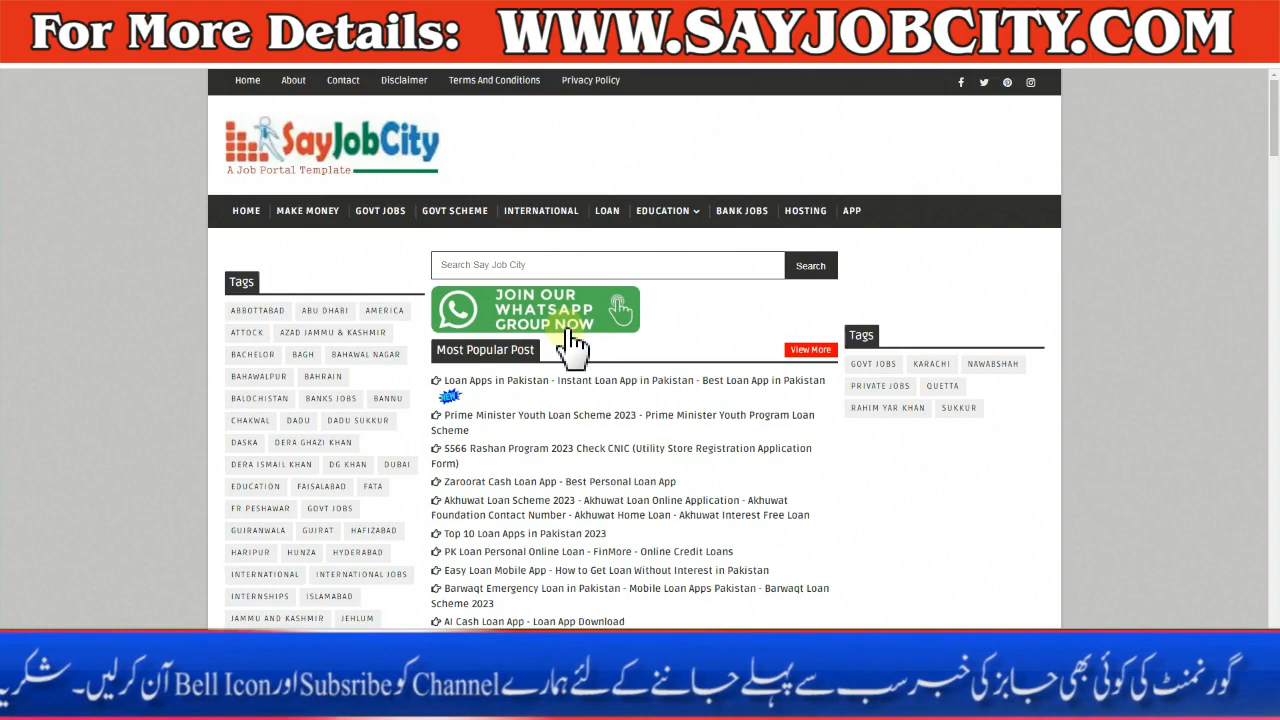 For More Details: WWW.SAYJOBCITY.COM
Home About Contact Disclaimer Terms And Conditions Privacy Policy
SayJobCity
A Job Portal Template
HOME MAKE MONEY GOVT JOBS GOVT SCHEME INTERNATIONAL LOAN EDUCATION BANK JOBS HOSTING APP
Tags
ABBOTTABAD ABU DHABI AMERICA
ATTOCK AZAD JAMMU & KASHMIR
BACHELOR BAGH BAHAWAL NAGAR
BAHAWALPUR BAHRAIN
BALOCHISTAN BANKS JOBS BANNU
CHAKWAL DADU DADU SUKKUR
DASKA DERA GHAZI KHAN
DERA ISMAIL KHAN DG KHAN DUBAI
EDUCATION FAISALABAD FATA
FR PESHAWAR GOVT JOBS
GUJRANWALA GUJRAT HAFIZABAD
HARIPUR HUNZA HYDERABAD
INTERNATIONAL INTERNATIONAL JOBS
INTERNSHIPS ISLAMABAD
JAMMU AND KASHMIR JEHLUM
Search Say Job City Search
JOIN OUR
WHATSAPP
GROUP NOW
Most Popular Post View More
Loan Apps in Pakistan - Instant Loan App in Pakistan - Best Loan App in Pakistan
NEW
Prime Minister Youth Loan Scheme 2023 - Prime Minister Youth Program Loan
Scheme
5566 Rashan Program 2023 Check CNIC (Utility Store Registration Application
Form)
Zaroorat Cash Loan App - Best Personal Loan App
Akhuwat Loan Scheme 2023 - Akhuwat Loan Online Application - Akhuwat
Foundation Contact Number - Akhuwat Home Loan - Akhuwat Interest Free Loan
Top 10 Loan Apps in Pakistan 2023
PK Loan Personal Online Loan - FinMore - Online Credit Loans
Easy Loan Mobile App - How to Get Loan Without Interest in Pakistan
Barwaqt Emergency Loan in Pakistan - Mobile Loan Apps Pakistan - Barwaqt Loan
Scheme 2023
AI Cash Loan App - Loan App Download
Tags
GOVT JOBS KARACHI NAWABSHAH
PRIVATE JOBS QUETTA
RAHIM YAR KHAN SUKKUR
گورنمنٹ کی کوئی بھی جابز کی خبر سب سے پہلے جاننے کے لئے ہمارے Channel کو Subsribe اور Bell Icon آن کرلیں۔ شکریہ